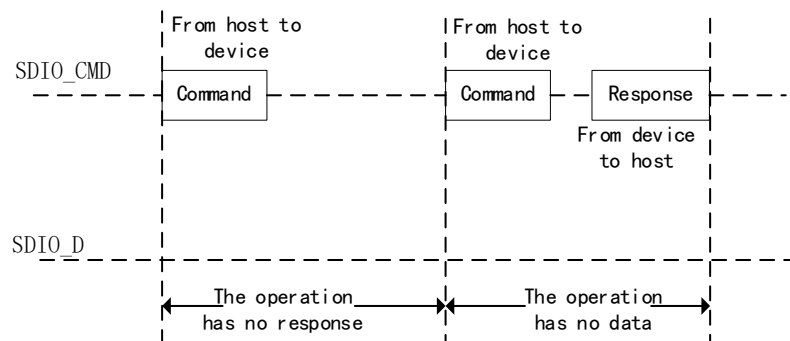 From host to
device
From host to
device
SDIO_CMD
Command
Command
Response
From device
to host
SDIO_D
The operation
has no response
The operation
has no data